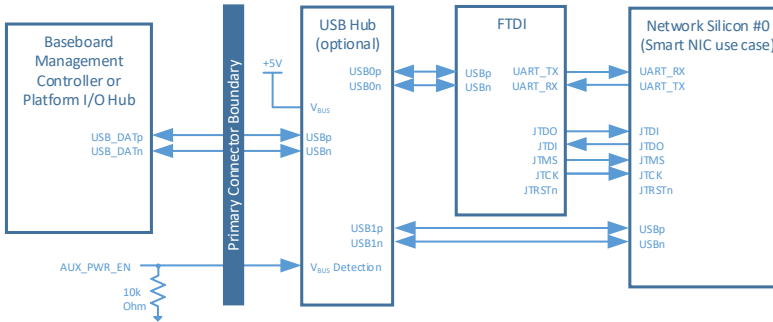 Baseboard
Management
Controller or
Platform I/O Hub
USB_DATp
USB_DATn
AUX_PWR_EN
10k
Ohm
Primary Connector Boundary
+5V
USB Hub
(optional)
USB0p
USB0n
VBUS
USBp
USBn
USB1p
USB1n
VBUS Detection
FTDI
USBp
USBn
UART_TX
UART_RX
JTDO
JTDI
JTMS
JTCK
JTRSTn
Network Silicon #0
(Smart NIC use case)
UART_RX
UART_TX
JTDI
JTDO
JTMS
JTCK
JTRSTn
USBp
USBn